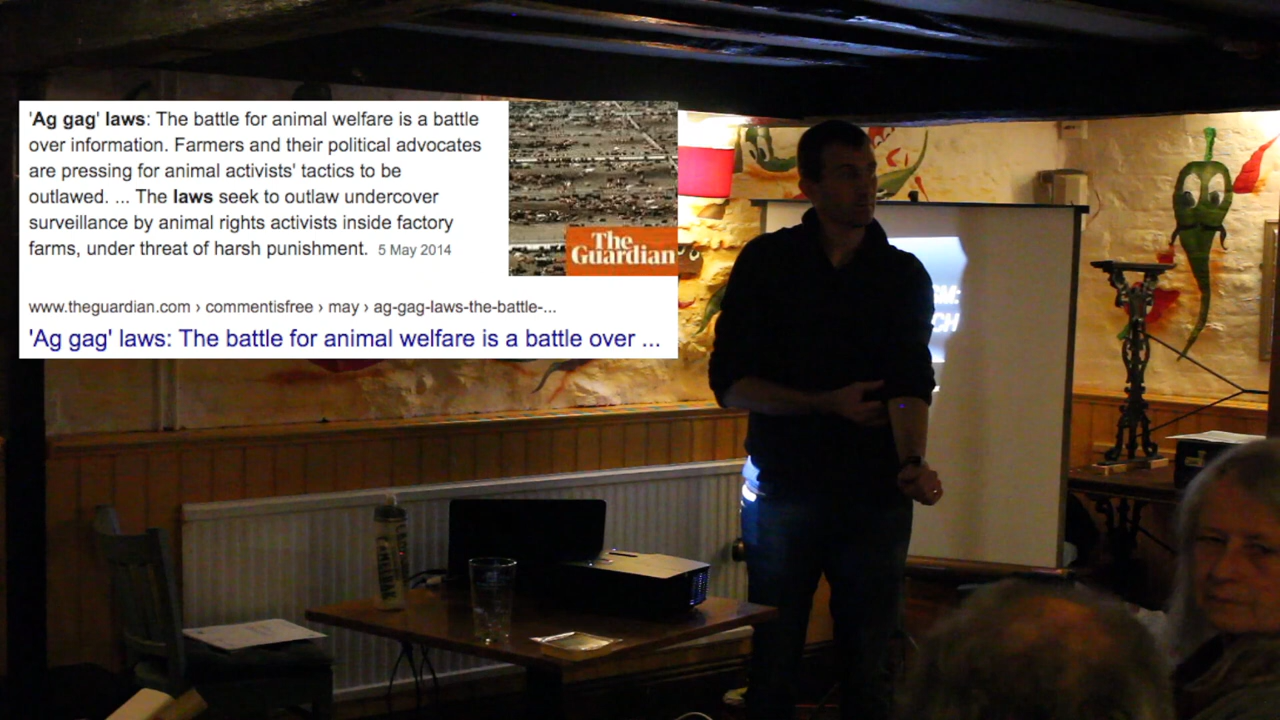 'Ag gag' laws: The battle for animal welfare is a battle
over information. Farmers and their political advocates
are pressing for animal activists' tactics to be
outlawed. ... The laws seek to outlaw undercover
surveillance by animal rights activists inside factory
farms, under threat of harsh punishment. 5 May 2014
The
Guardian
www.theguardian.com › commentisfree › may › ag-gag-laws-the-battle-...
'Ag gag' laws: The battle for animal welfare is a battle over ...
SM:
CH
CAMELBAK